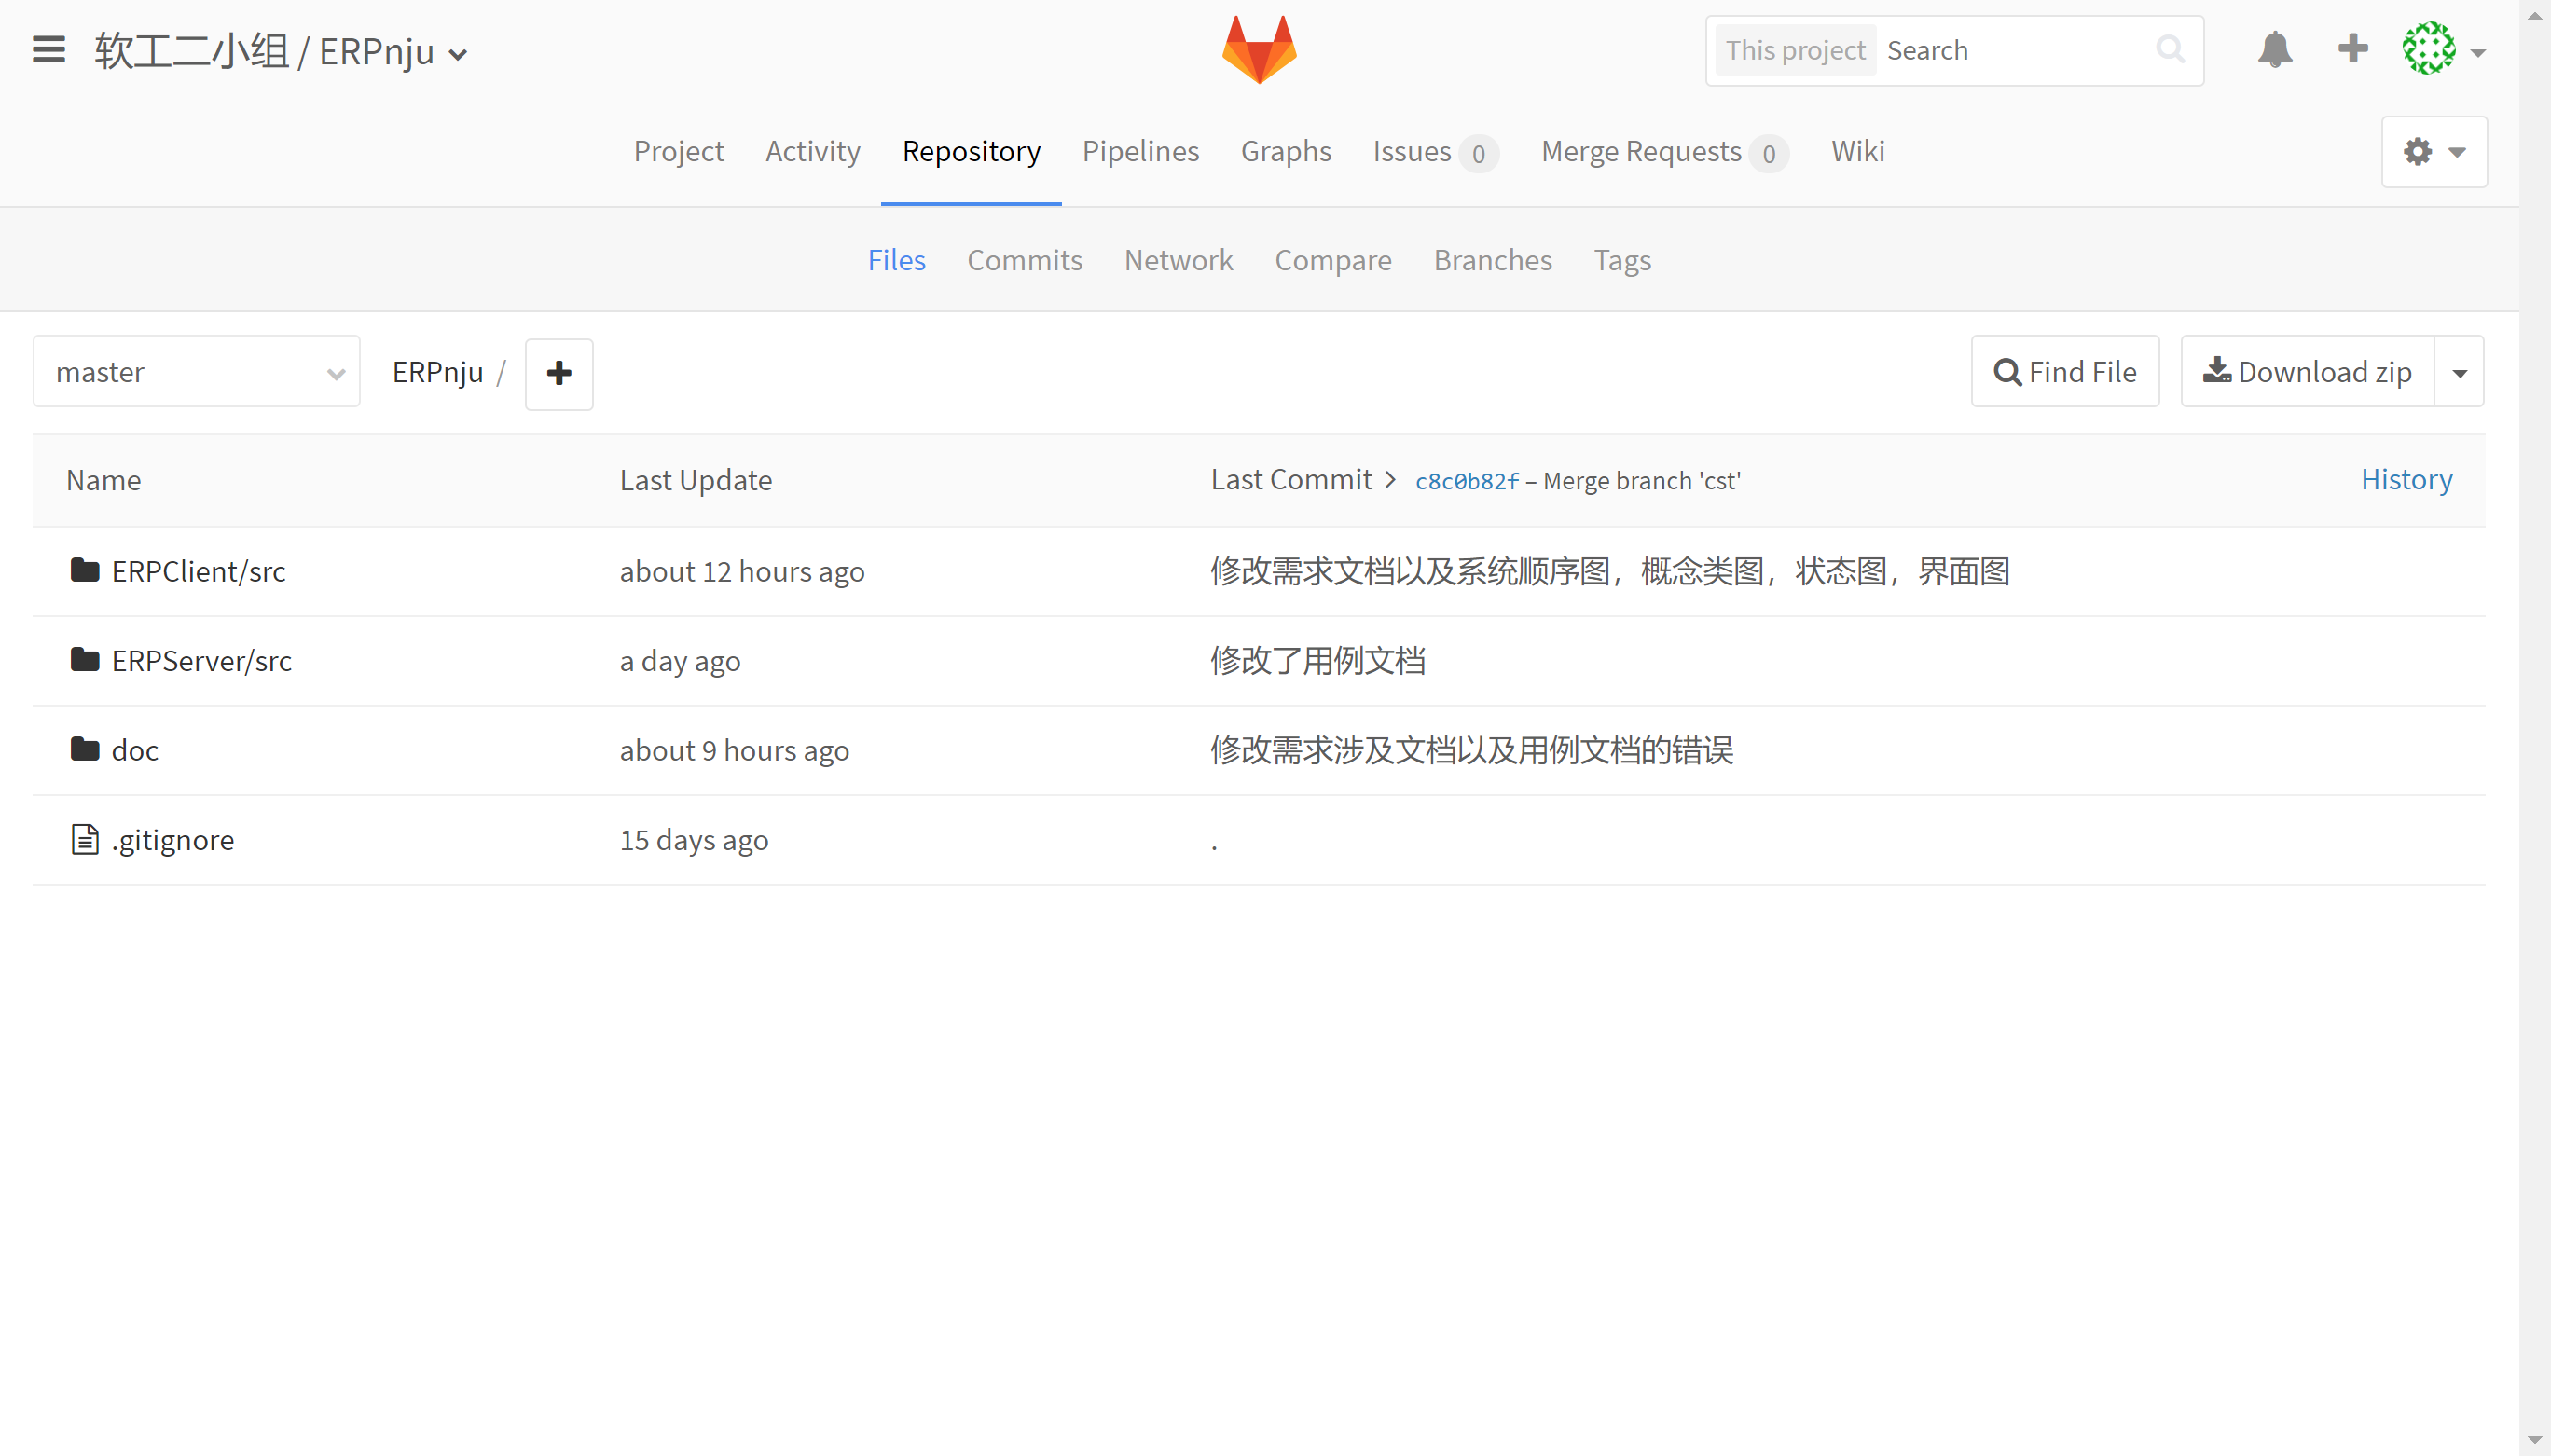 软工二小组 / ERPnju
This project Search
Project Activity Repository Pipelines Graphs Issues 0 Merge Requests 0 Wiki
Files Commits Network Compare Branches Tags
master ERPnju / Find File Download zip
Name Last Update Last Commit > c8c0b82f – Merge branch 'cst' History
ERPClient/src about 12 hours ago 修改需求文档以及系统顺序图，概念类图，状态图，界面图
ERPServer/src a day ago 修改了用例文档
doc about 9 hours ago 修改需求涉及文档以及用例文档的错误
.gitignore 15 days ago .